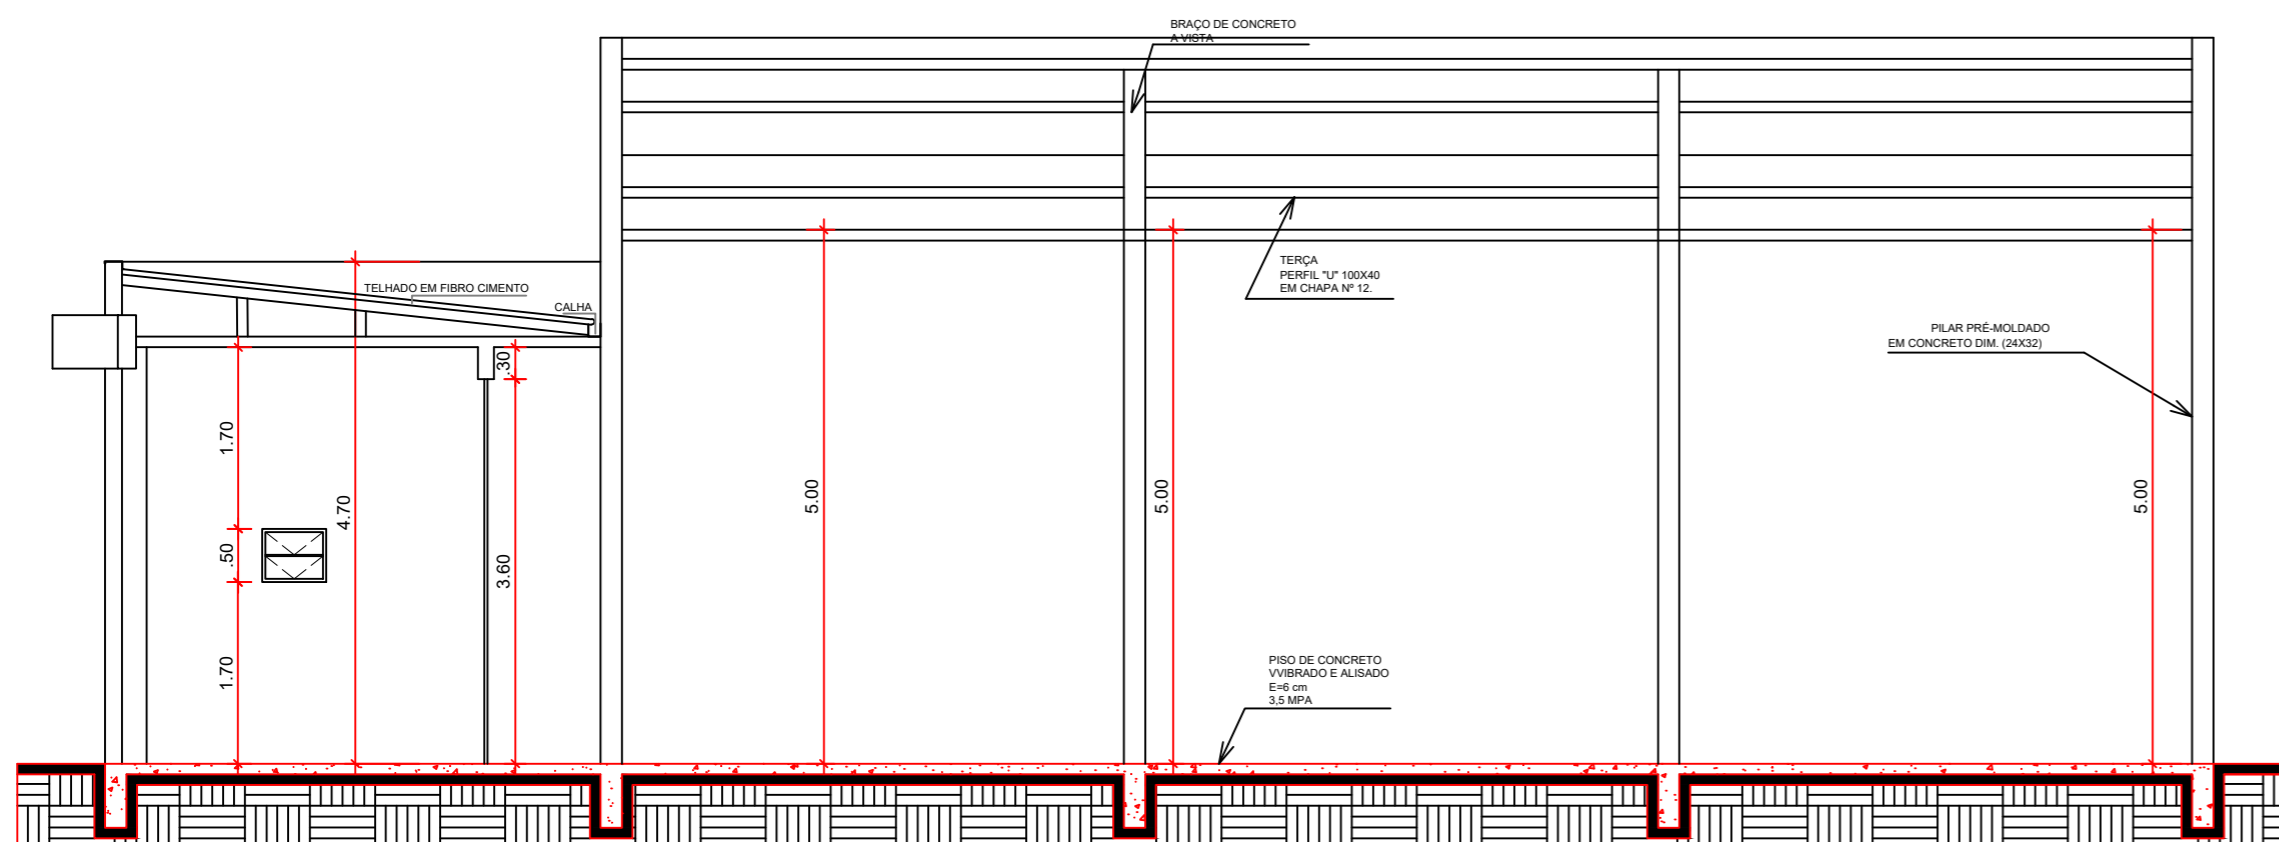 BRAÇO DE CONCRETO
A VISTA
TERÇA
PERFIL "U" 100X40
EM CHAPA Nº 12.
TELHADO EM FIBRO CIMENTO
CALHA
PILAR PRÉ-MOLDADO
EM CONCRETO DIM. (24X32)
.30
1.70
4.70
5.00
5.00
5.00
.50
3.60
1.70
PISO DE CONCRETO
VVIBRADO E ALISADO
E=6 cm
3,5 MPA